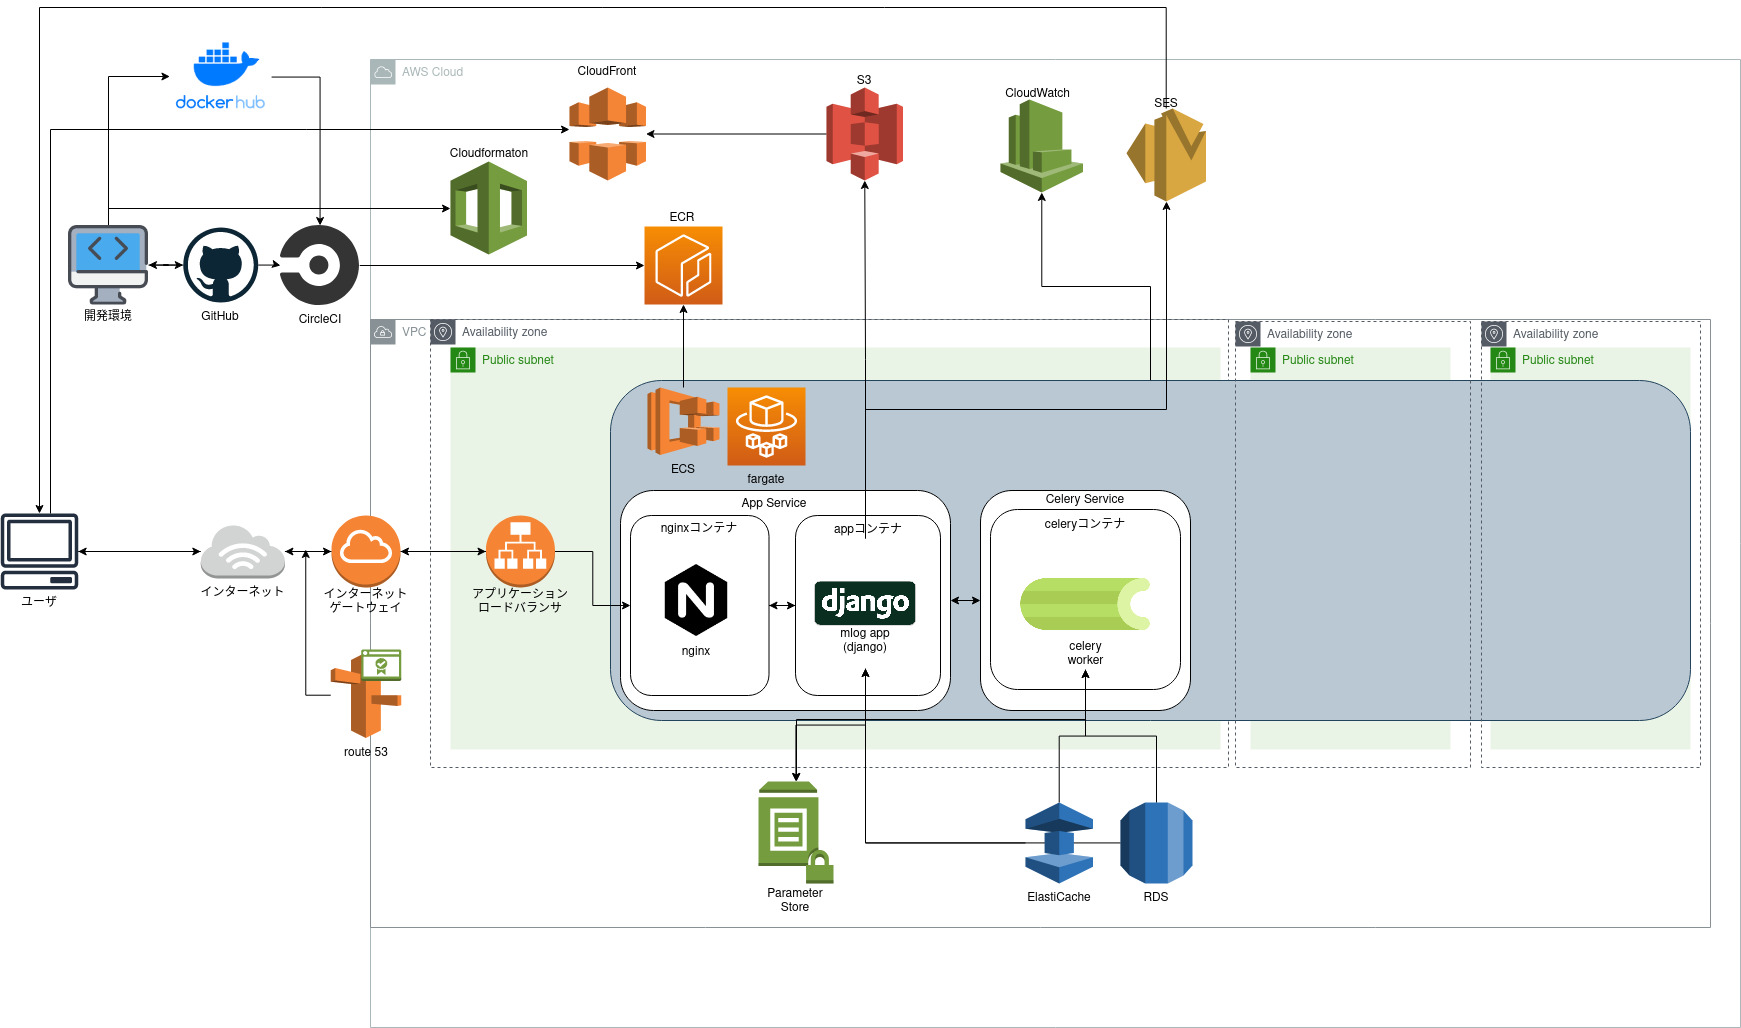 dockerhub
AWS Cloud
CloudFront
S3
CloudWatch
SES
Cloudformaton
ECR
開発環境
GitHub
CircleCI
VPC
Availability zone
Availability zone
Availability zone
Public subnet
Public subnet
Public subnet
ECS
fargate
App Service
Celery Service
nginxコンテナ
appコンテナ
celeryコンテナ
N
nginx
django
mlog app
(django)
celery
worker
ユーザ
インターネット
インターネット
ゲートウェイ
アプリケーション
ロードバランサ
route 53
Parameter
Store
ElastiCache
RDS